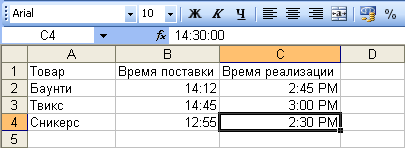 Arial 10 Ж К Ч
C4 fx 14:30:00
A B C D
1 Товар Время поставки Время реализации
2 Баунти 14:12 2:45 PM
3 Твикс 14:45 3:00 PM
4 Сникерс 12:55 2:30 PM
5